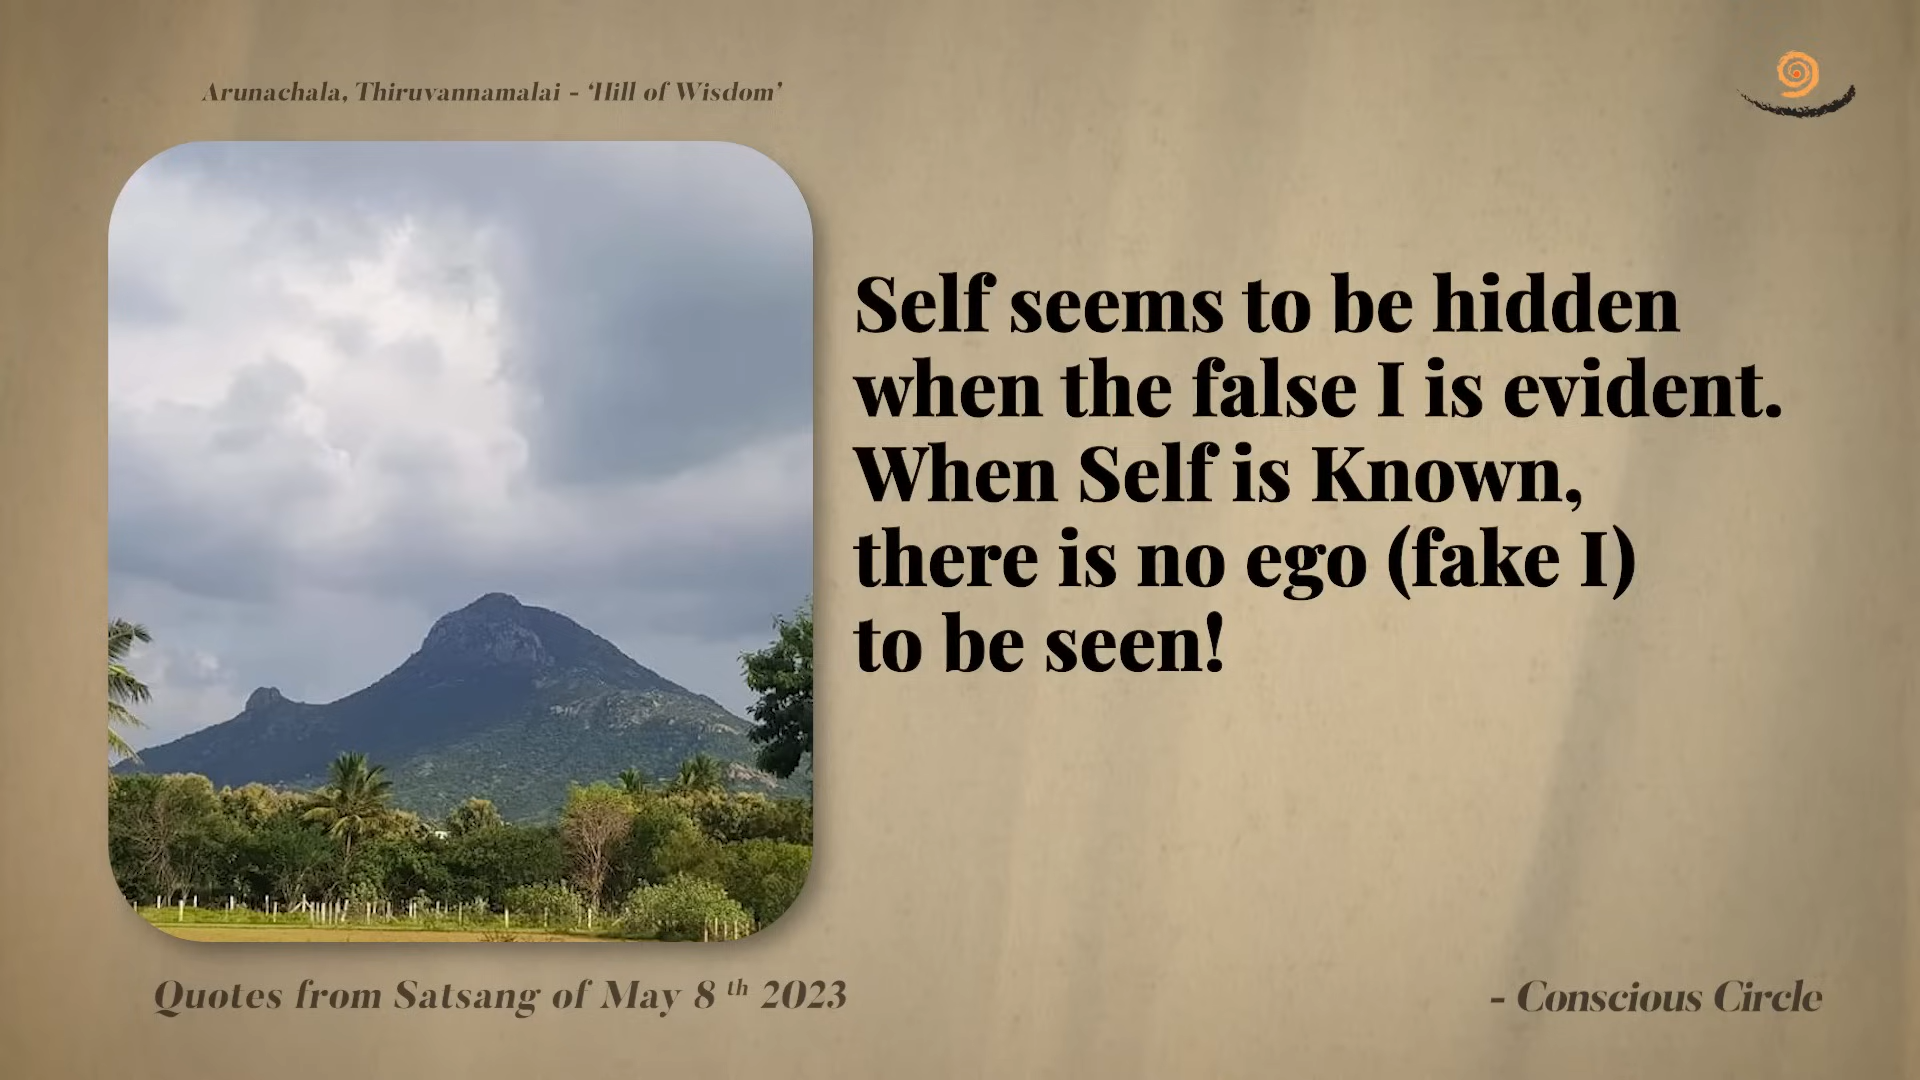 Arunachala, Thiruvannamalai - ‘Hill of Wisdom’
Self seems to be hidden
when the false I is evident.
When Self is Known,
there is no ego (fake I)
to be seen!
Quotes from Satsang of May 8 th 2023
- Conscious Circle